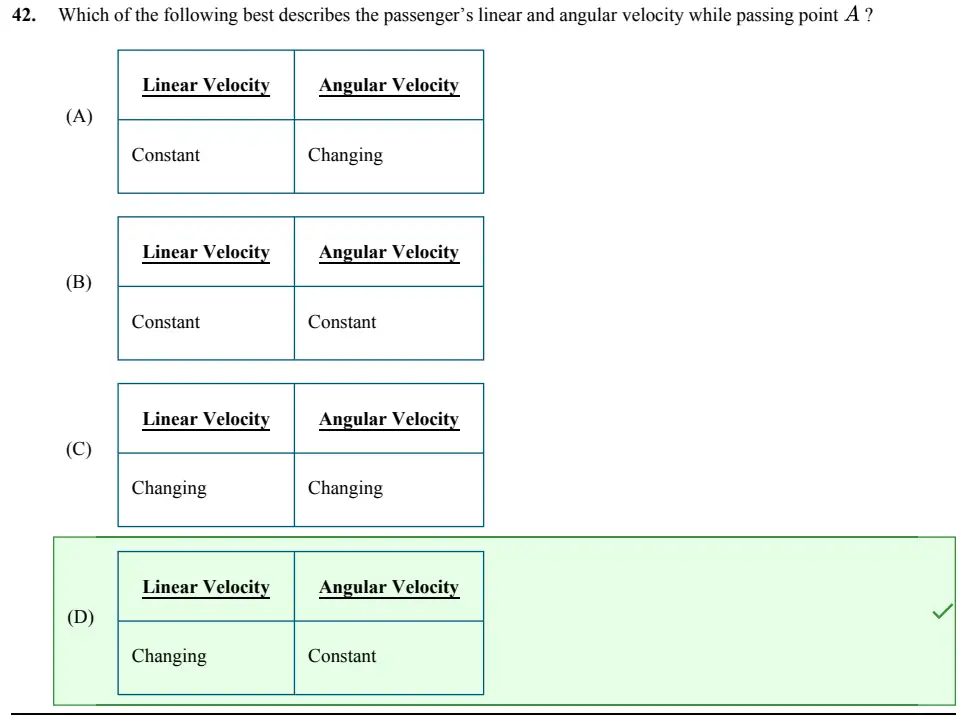 42. Which of the following best describes the passenger's linear and angular velocity while passing point A ?
Linear Velocity Angular Velocity
(A)
Constant Changing
Linear Velocity Angular Velocity
(B)
Constant Constant
Linear Velocity Angular Velocity
(C)
Changing Changing
Linear Velocity Angular Velocity
(D)
Changing Constant